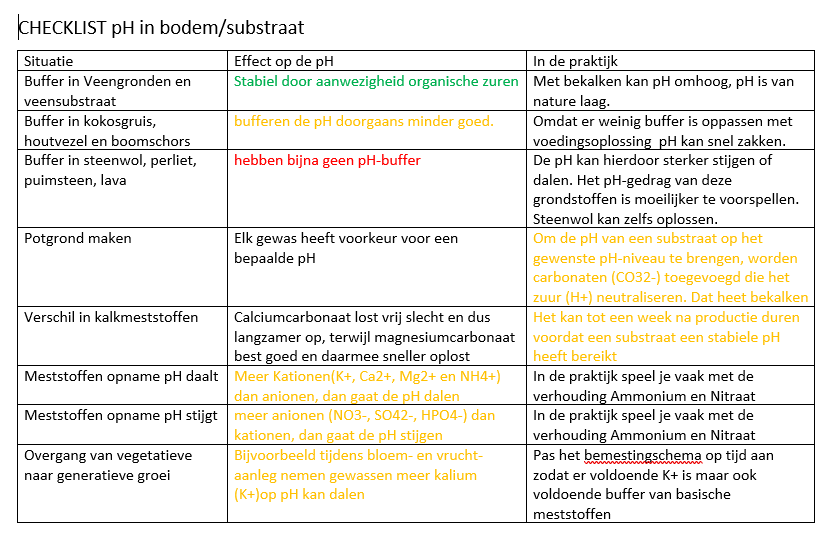 CHECKLIST pH in bodem/substraat
Situatie
Effect op de pH
In de praktijk
Buffer in Veengronden en
veensubstraat
Stabiel door aanwezigheid organische zuren
Met bekalken kan pH omhoog, pH is van
nature laag.
Buffer in kokosgruis,
houtvezel en boomschors
bufferen de pH doorgaans minder goed.
Omdat er weinig buffer is oppassen met
voedingsoplossing  pH kan snel zakken.
Buffer in steenwol, perliet,
puimsteen, lava
hebben bijna geen pH-buffer
De pH kan hierdoor sterker stijgen of
dalen. Het pH-gedrag van deze
grondstoffen is moeilijker te voorspellen.
Steenwol kan zelfs oplossen.
Potgrond maken
Elk gewas heeft voorkeur voor een
bepaalde pH
Om de pH van een substraat op het
gewenste pH-niveau te brengen, worden
carbonaten (CO32-) toegevoegd die het
zuur (H+) neutraliseren. Dat heet bekalken
Verschil in kalkmeststoffen
Calciumcarbonaat lost vrij slecht en dus
langzamer op, terwijl magnesiumcarbonaat
best goed en daarmee sneller oplost
Het kan tot een week na productie duren
voordat een substraat een stabiele pH
heeft bereikt
Meststoffen opname pH daalt
Meer Kationen(K+, Ca2+, Mg2+ en NH4+)
dan anionen, dan gaat de pH dalen
In de praktijk speel je vaak met de
verhouding Ammonium en Nitraat
Meststoffen opname pH stijgt
meer anionen (NO3-, SO42-, HPO4-) dan
kationen, dan gaat de pH stijgen
In de praktijk speel je vaak met de
verhouding Ammonium en Nitraat
Overgang van vegetatieve
naar generatieve groei
Bijvoorbeeld tijdens bloem- en vrucht-
aanleg nemen gewassen meer kalium
(K+)op pH kan dalen
Pas het bemestingschema op tijd aan
zodat er voldoende K+ is maar ook
voldoende buffer van basische
meststoffen